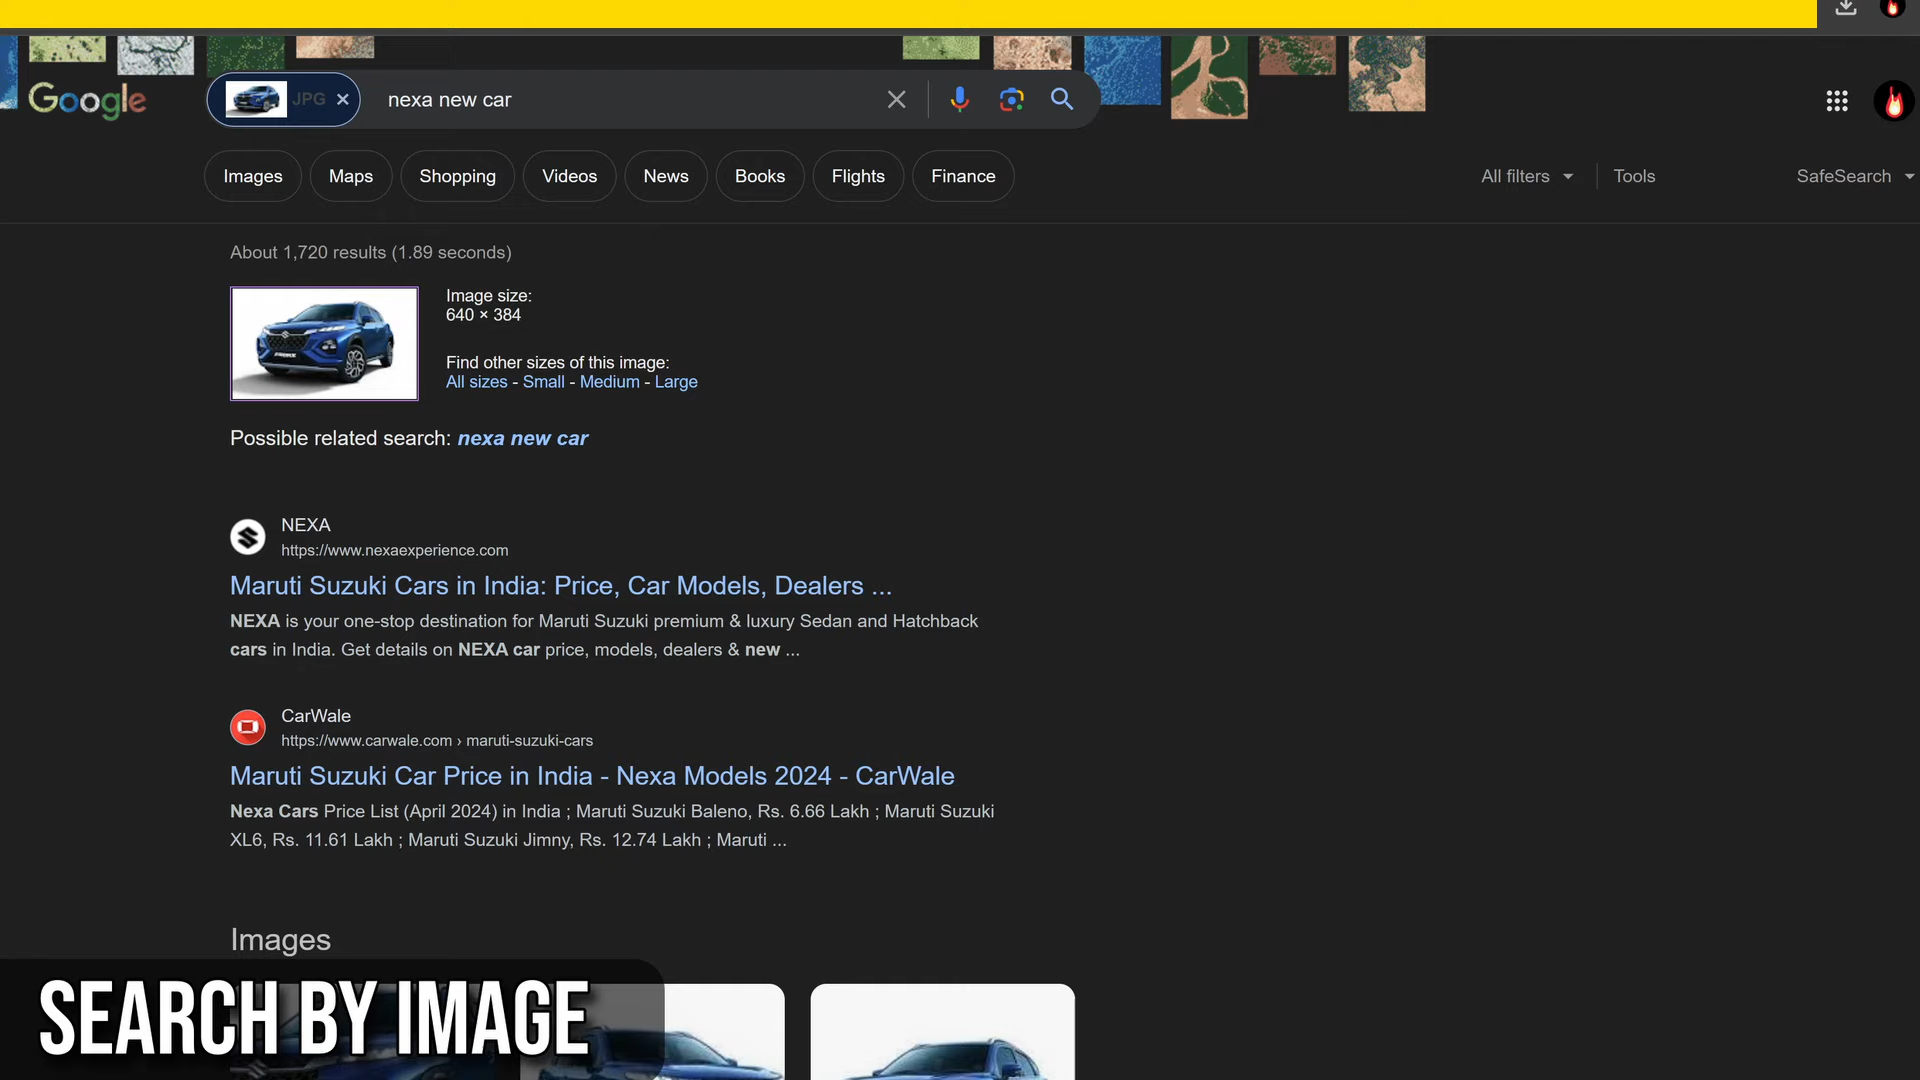 Google
JPG
nexa new car
Images
Maps
Shopping
Videos
News
Books
Flights
Finance
All filters
Tools
SafeSearch
About 1,720 results (1.89 seconds)
Image size:
640 × 384
Find other sizes of this image:
All sizes - Small - Medium - Large
Possible related search: nexa new car
NEXA
https://www.nexaexperience.com
Maruti Suzuki Cars in India: Price, Car Models, Dealers ...
NEXA is your one-stop destination for Maruti Suzuki premium & luxury Sedan and Hatchback
cars in India. Get details on NEXA car price, models, dealers & new ...
CarWale
https://www.carwale.com › maruti-suzuki-cars
Maruti Suzuki Car Price in India - Nexa Models 2024 - CarWale
Nexa Cars Price List (April 2024) in India ; Maruti Suzuki Baleno, Rs. 6.66 Lakh ; Maruti Suzuki
XL6, Rs. 11.61 Lakh ; Maruti Suzuki Jimny, Rs. 12.74 Lakh ; Maruti ...
Images
SEARCH BY IMAGE